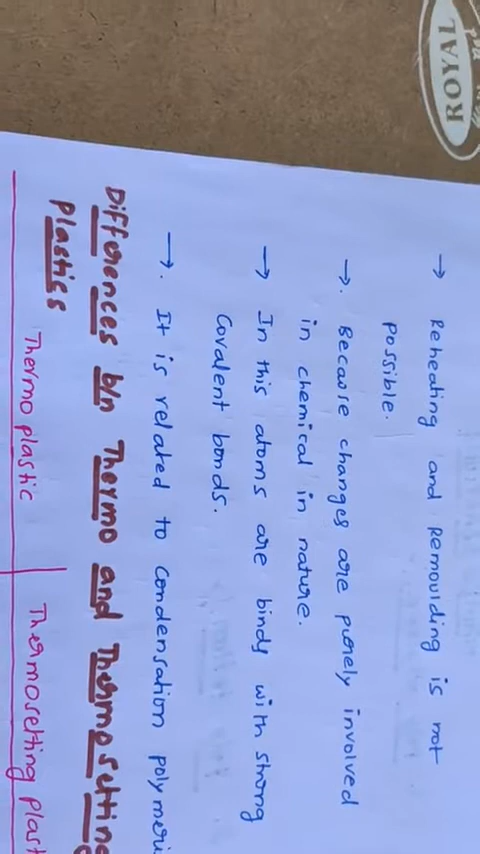 ROYAL
→ Reheating and Remoulding is not
possible.
→. Because changes are purely involved
in chemical in nature.
→ In this atoms are bindy with strong
Covalent bonds.
→. It is related to condensation polymeri
Differences b/n Thermo and Thermosetting
Plastics
Thermo plastic | Thermosetting plast